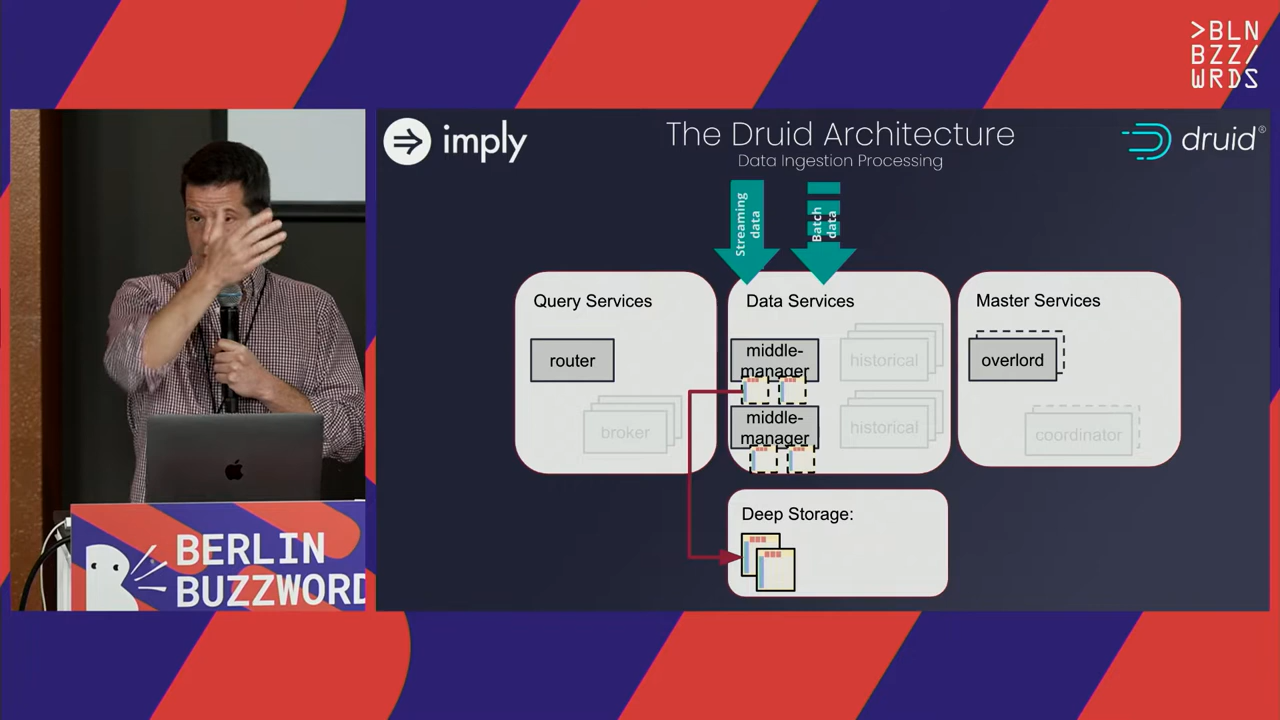 >BLN
BZZ/
WRDS
imply
The Druid Architecture
Data Ingestion Processing
druid®
Streaming
data
Batch
data
Query Services
router
broker
Data Services
middle-
manager
historical
middle-
manager
historical
Master Services
overlord
coordinator
Deep Storage:
BERLIN
BUZZWORD